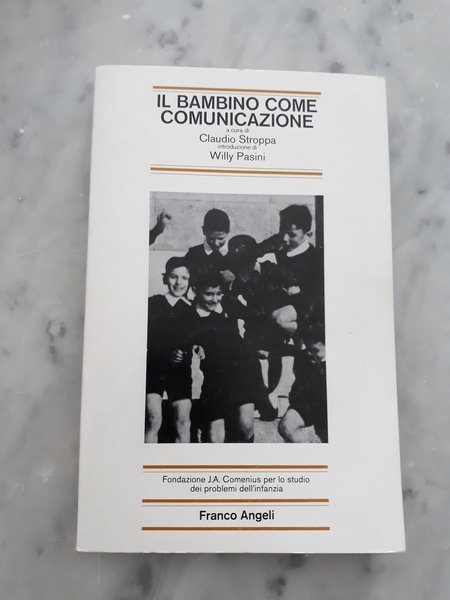 IL BAMBINO COME
COMUNICAZIONE
a cura di
Claudio Stroppa
introduzione di
Willy Pasini
Fondazione J.A. Comenius per lo studio
dei problemi dell'infanzia
Franco Angeli